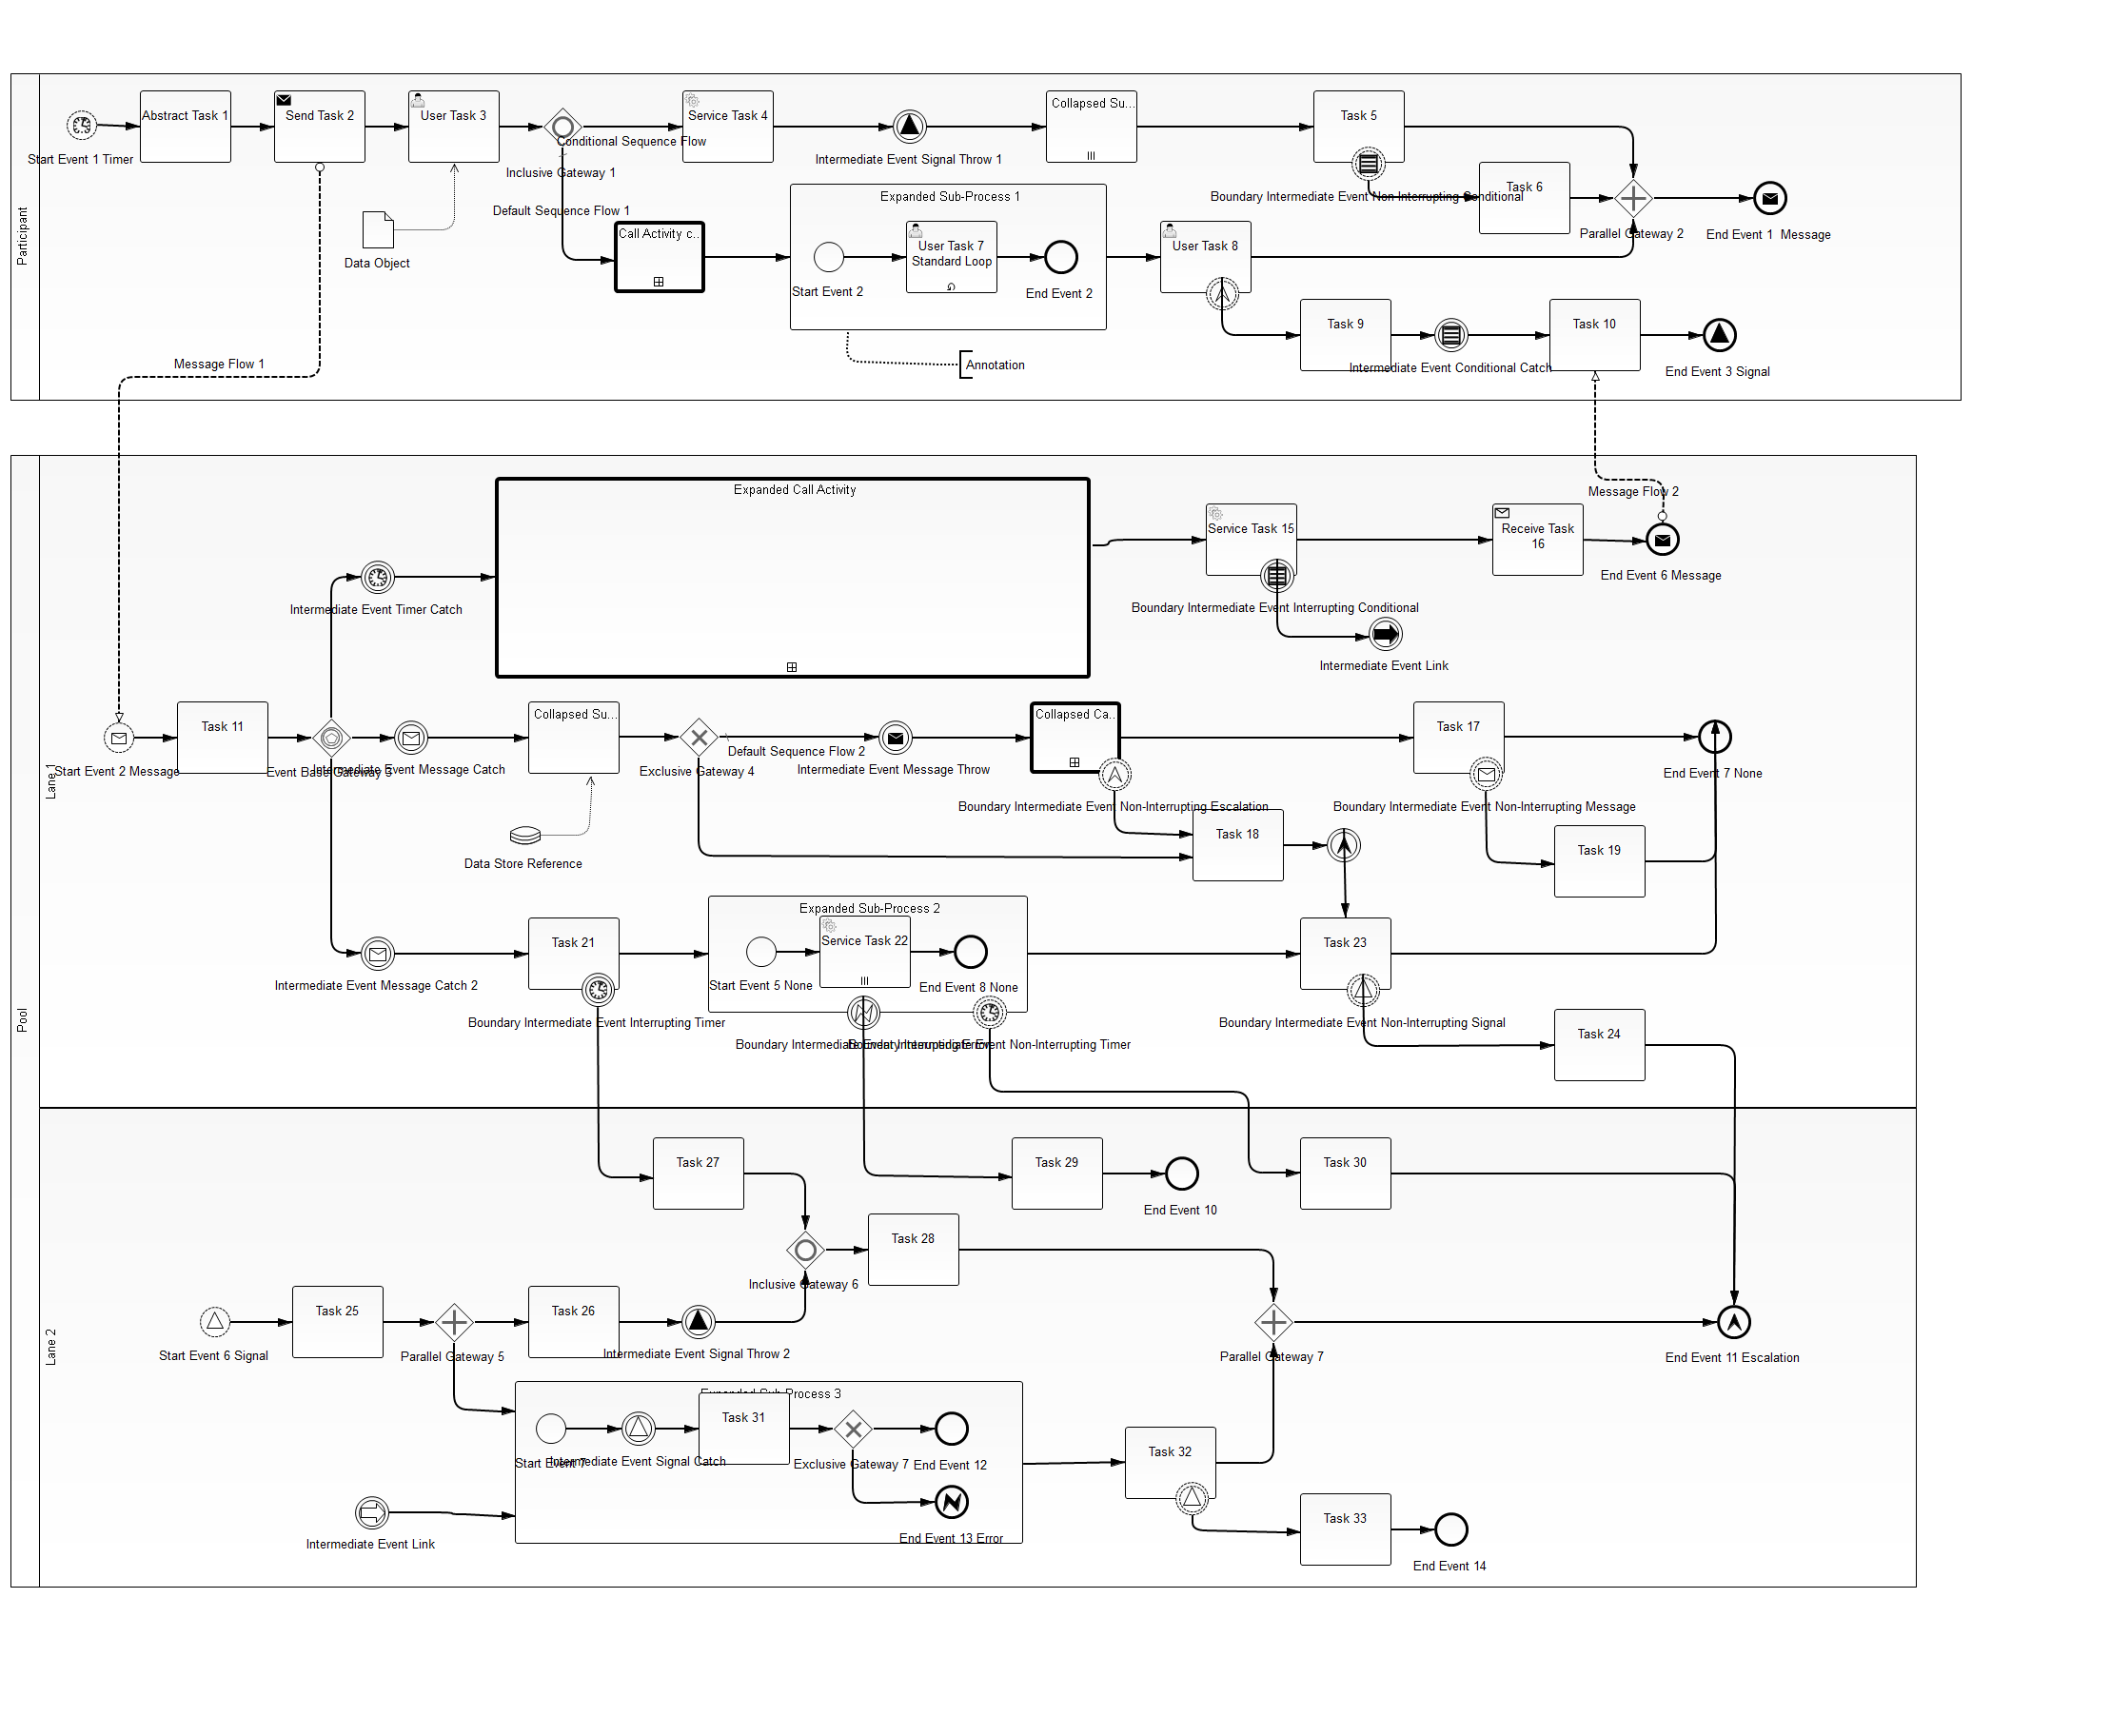 Participant
Start Event 1 Timer
Abstract Task 1
Send Task 2
User Task 3
Inclusive Gateway 1
Conditional Sequence Flow
Service Task 4
Intermediate Event Signal Throw 1
Collapsed Su...
Task 5
Boundary Intermediate Event Non-Interrupting Conditional
Task 6
Parallel Gateway 2
End Event 1  Message
Data Object
Default Sequence Flow 1
Call Activity c...
Expanded Sub-Process 1
Start Event 2
User Task 7
Standard Loop
End Event 2
User Task 8
Task 9
Intermediate Event Conditional Catch
Task 10
End Event 3 Signal
Annotation
Message Flow 1
Message Flow 2
Pool
Lane 1
Expanded Call Activity
Service Task 15
Receive Task
16
End Event 6 Message
Intermediate Event Timer Catch
Boundary Intermediate Event Interrupting Conditional
Intermediate Event Link
Start Event 2 Message
Task 11
Event Base Gateway 3
Intermediate Event Message Catch
Collapsed Su...
Exclusive Gateway 4
Default Sequence Flow 2
Intermediate Event Message Throw
Collapsed Ca...
Boundary Intermediate Event Non-Interrupting Escalation
Task 17
Boundary Intermediate Event Non-Interrupting Message
End Event 7 None
Data Store Reference
Task 18
Task 19
Intermediate Event Message Catch 2
Task 21
Boundary Intermediate Event Interrupting Timer
Expanded Sub-Process 2
Start Event 5 None
Service Task 22
End Event 8 None
Boundary Intermediate Event Interrupting Error
Boundary Intermediate Event Non-Interrupting Timer
Task 23
Boundary Intermediate Event Non-Interrupting Signal
Task 24
Lane 2
Task 27
Task 29
End Event 10
Task 30
Inclusive Gateway 6
Task 28
Start Event 6 Signal
Task 25
Parallel Gateway 5
Task 26
Intermediate Event Signal Throw 2
Parallel Gateway 7
End Event 11 Escalation
Expanded Sub-Process 3
Start Event 7
Intermediate Event Signal Catch
Task 31
Exclusive Gateway 7
End Event 12
End Event 13 Error
Intermediate Event Link
Task 32
Task 33
End Event 14